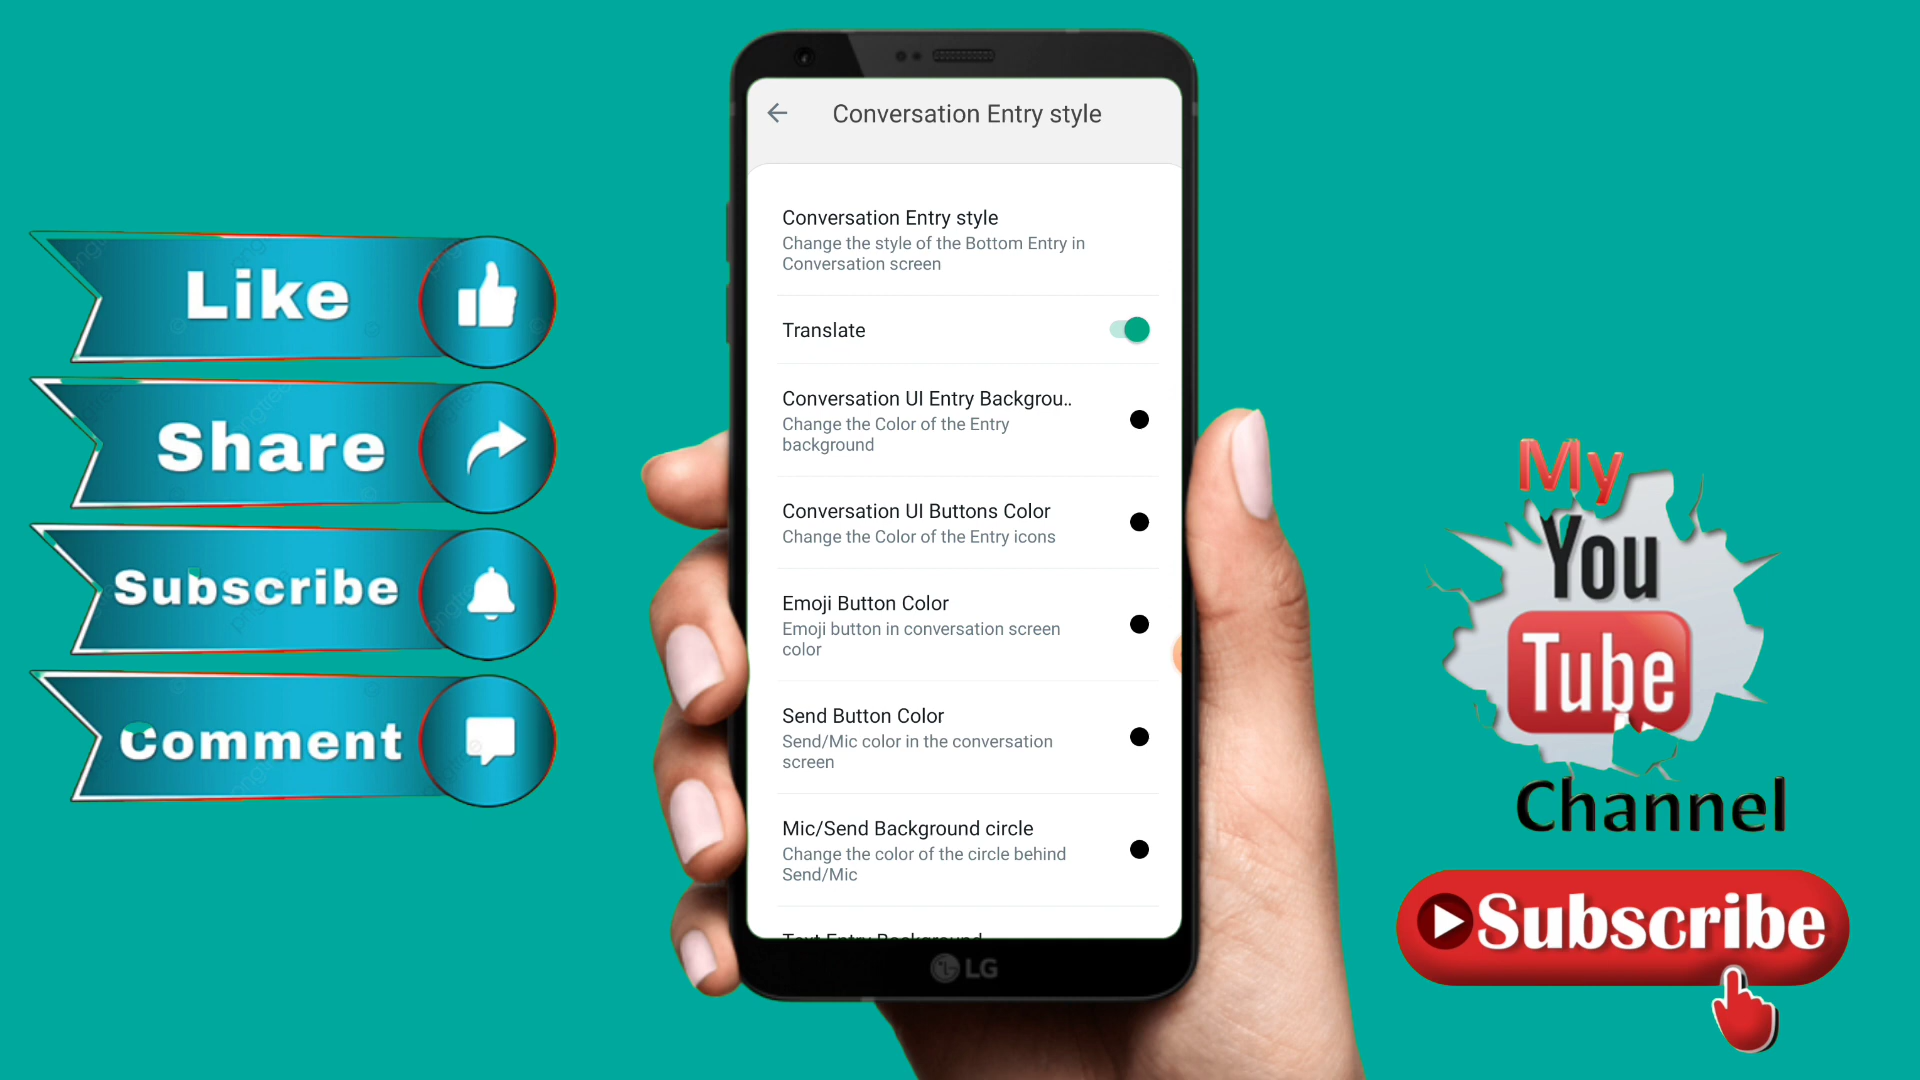 Like
Share
Subscribe
Comment
Conversation Entry style
Conversation Entry style
Change the style of the Bottom Entry in
Conversation screen
Translate
Conversation UI Entry Backgrou..
Change the Color of the Entry
background
Conversation UI Buttons Color
Change the Color of the Entry icons
Emoji Button Color
Emoji button in conversation screen
color
Send Button Color
Send/Mic color in the conversation
screen
Mic/Send Background circle
Change the color of the circle behind
Send/Mic
Text Entry Background
LG
My
You
Tube
Channel
Subscribe